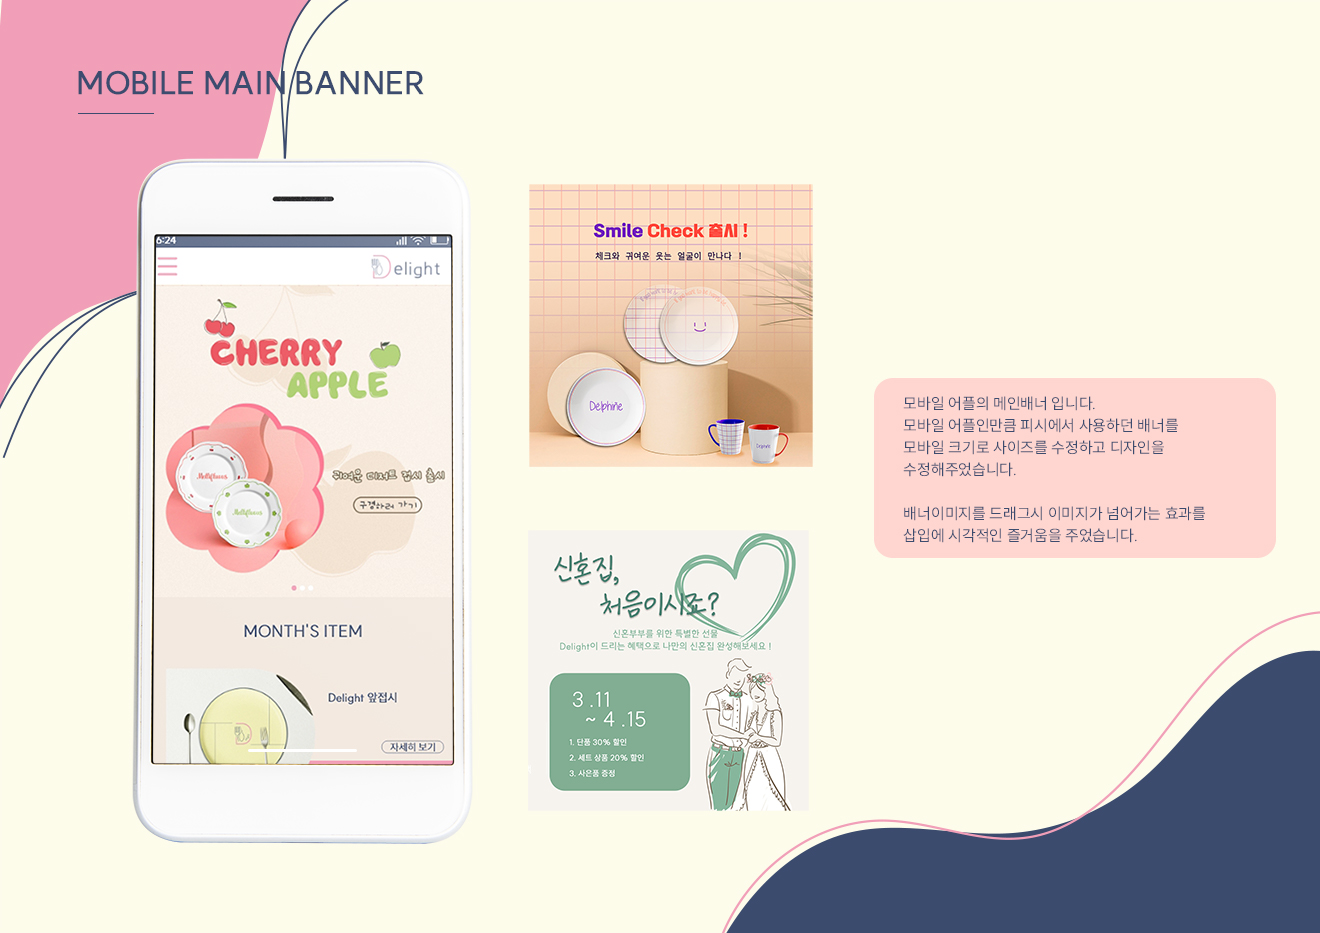 MOBILE MAIN BANNER
6:24
Delight
CHERRY
APPLE
Mellifluous
Mellifluous
귀여운 디저트 접시 출시
구경하러 가기
MONTH'S ITEM
Delight 앞접시
자세히 보기
Smile Check 출시 !
체크와 귀여운 웃는 얼굴이 만나다 !
Delphine
신혼집,
처음이시죠?
신혼부부를 위한 특별한 선물
Delight이 드리는 혜택으로 나만의 신혼집 완성해보세요 !
3 .11
~ 4 .15
1. 단품 30% 할인
2. 세트 상품 20% 할인
3. 사은품 증정
모바일 어플의 메인배너 입니다.
모바일 어플인만큼 피시에서 사용하던 배너를
모바일 크기로 사이즈를 수정하고 디자인을
수정해주었습니다.
배너이미지를 드래그시 이미지가 넘어가는 효과를
삽입에 시각적인 즐거움을 주었습니다.